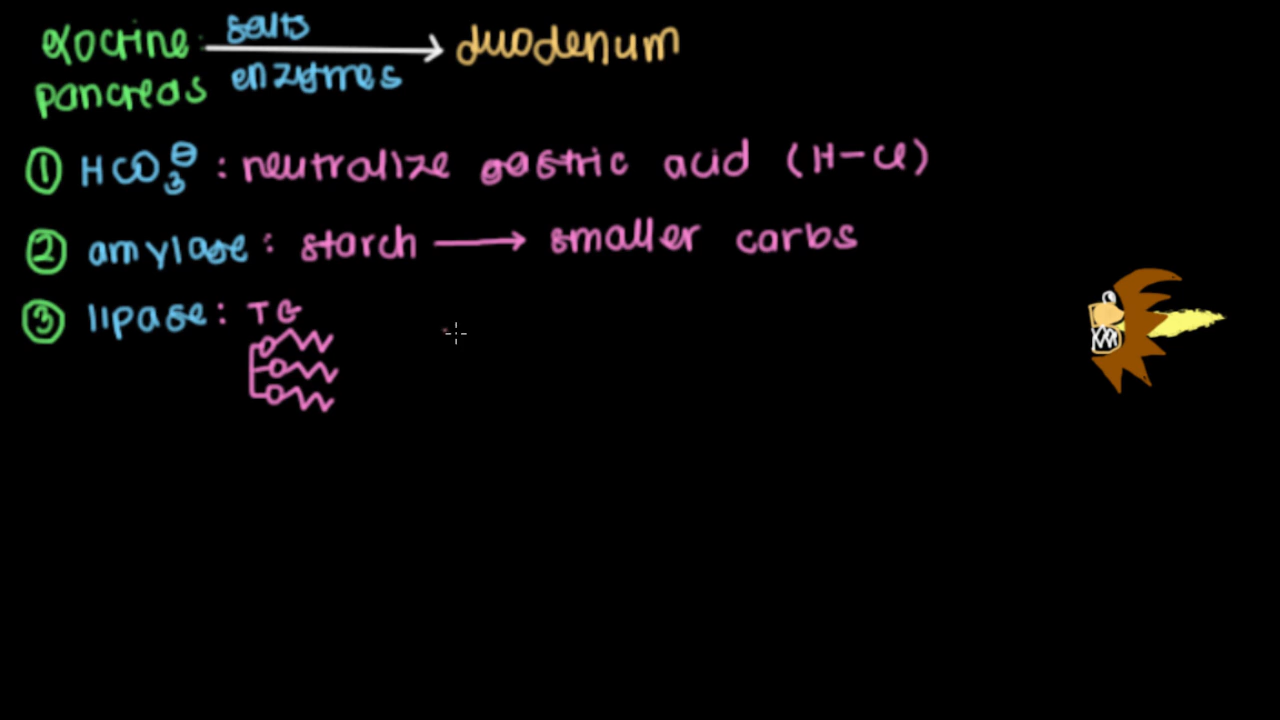 exocrine salts duodenum
pancreas enzymes
① HCO₃⊖ : neutralize gastric acid (H-Cl)
② amylase: starch → smaller carbs
③ lipase: TG